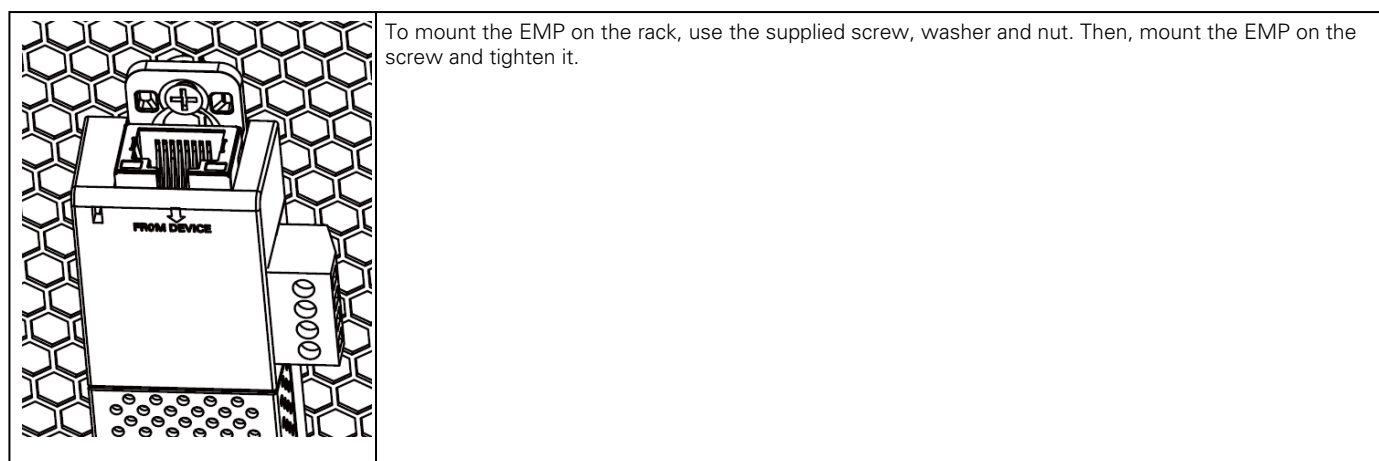 To mount the EMP on the rack, use the supplied screw, washer and nut. Then, mount the EMP on the
screw and tighten it.
FROM DEVICE